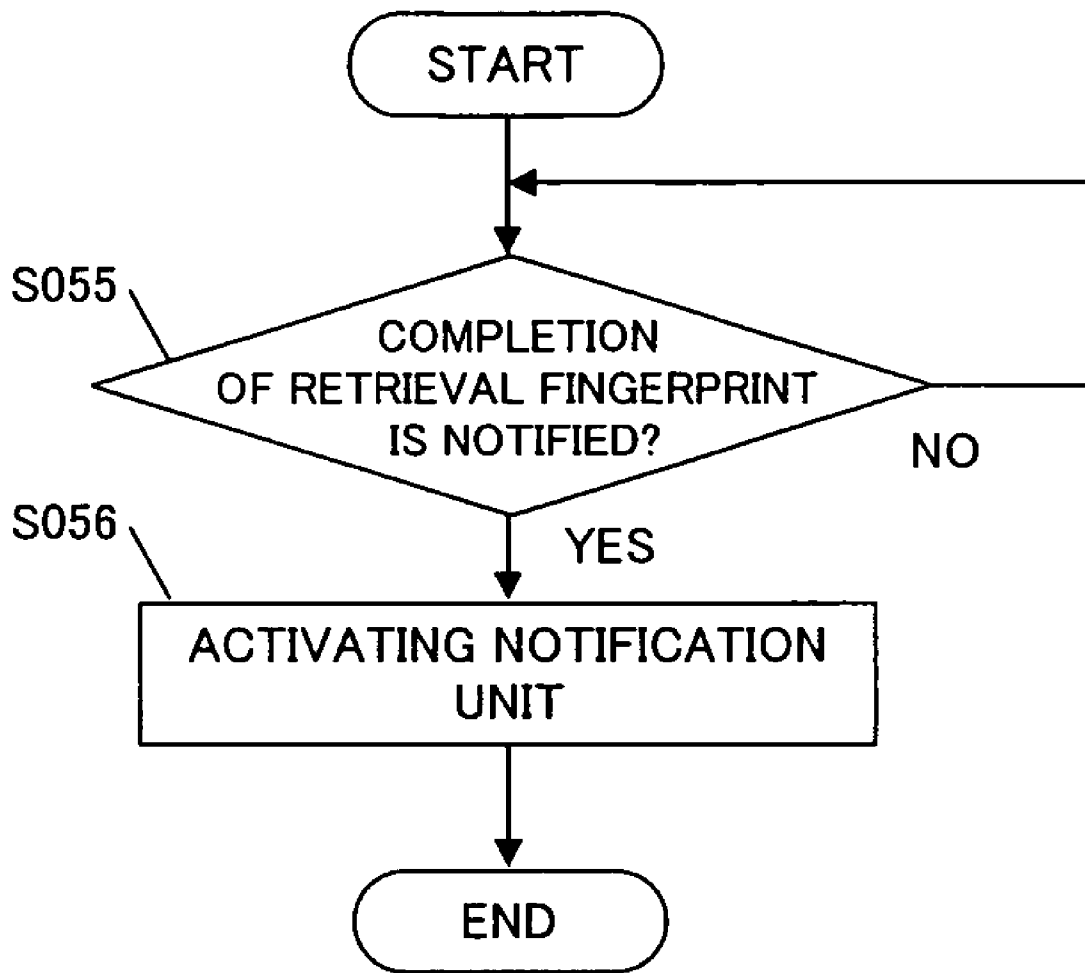 START
S055
COMPLETION
OF RETRIEVAL FINGERPRINT
IS NOTIFIED?
NO
YES
S056
ACTIVATING NOTIFICATION
UNIT
END